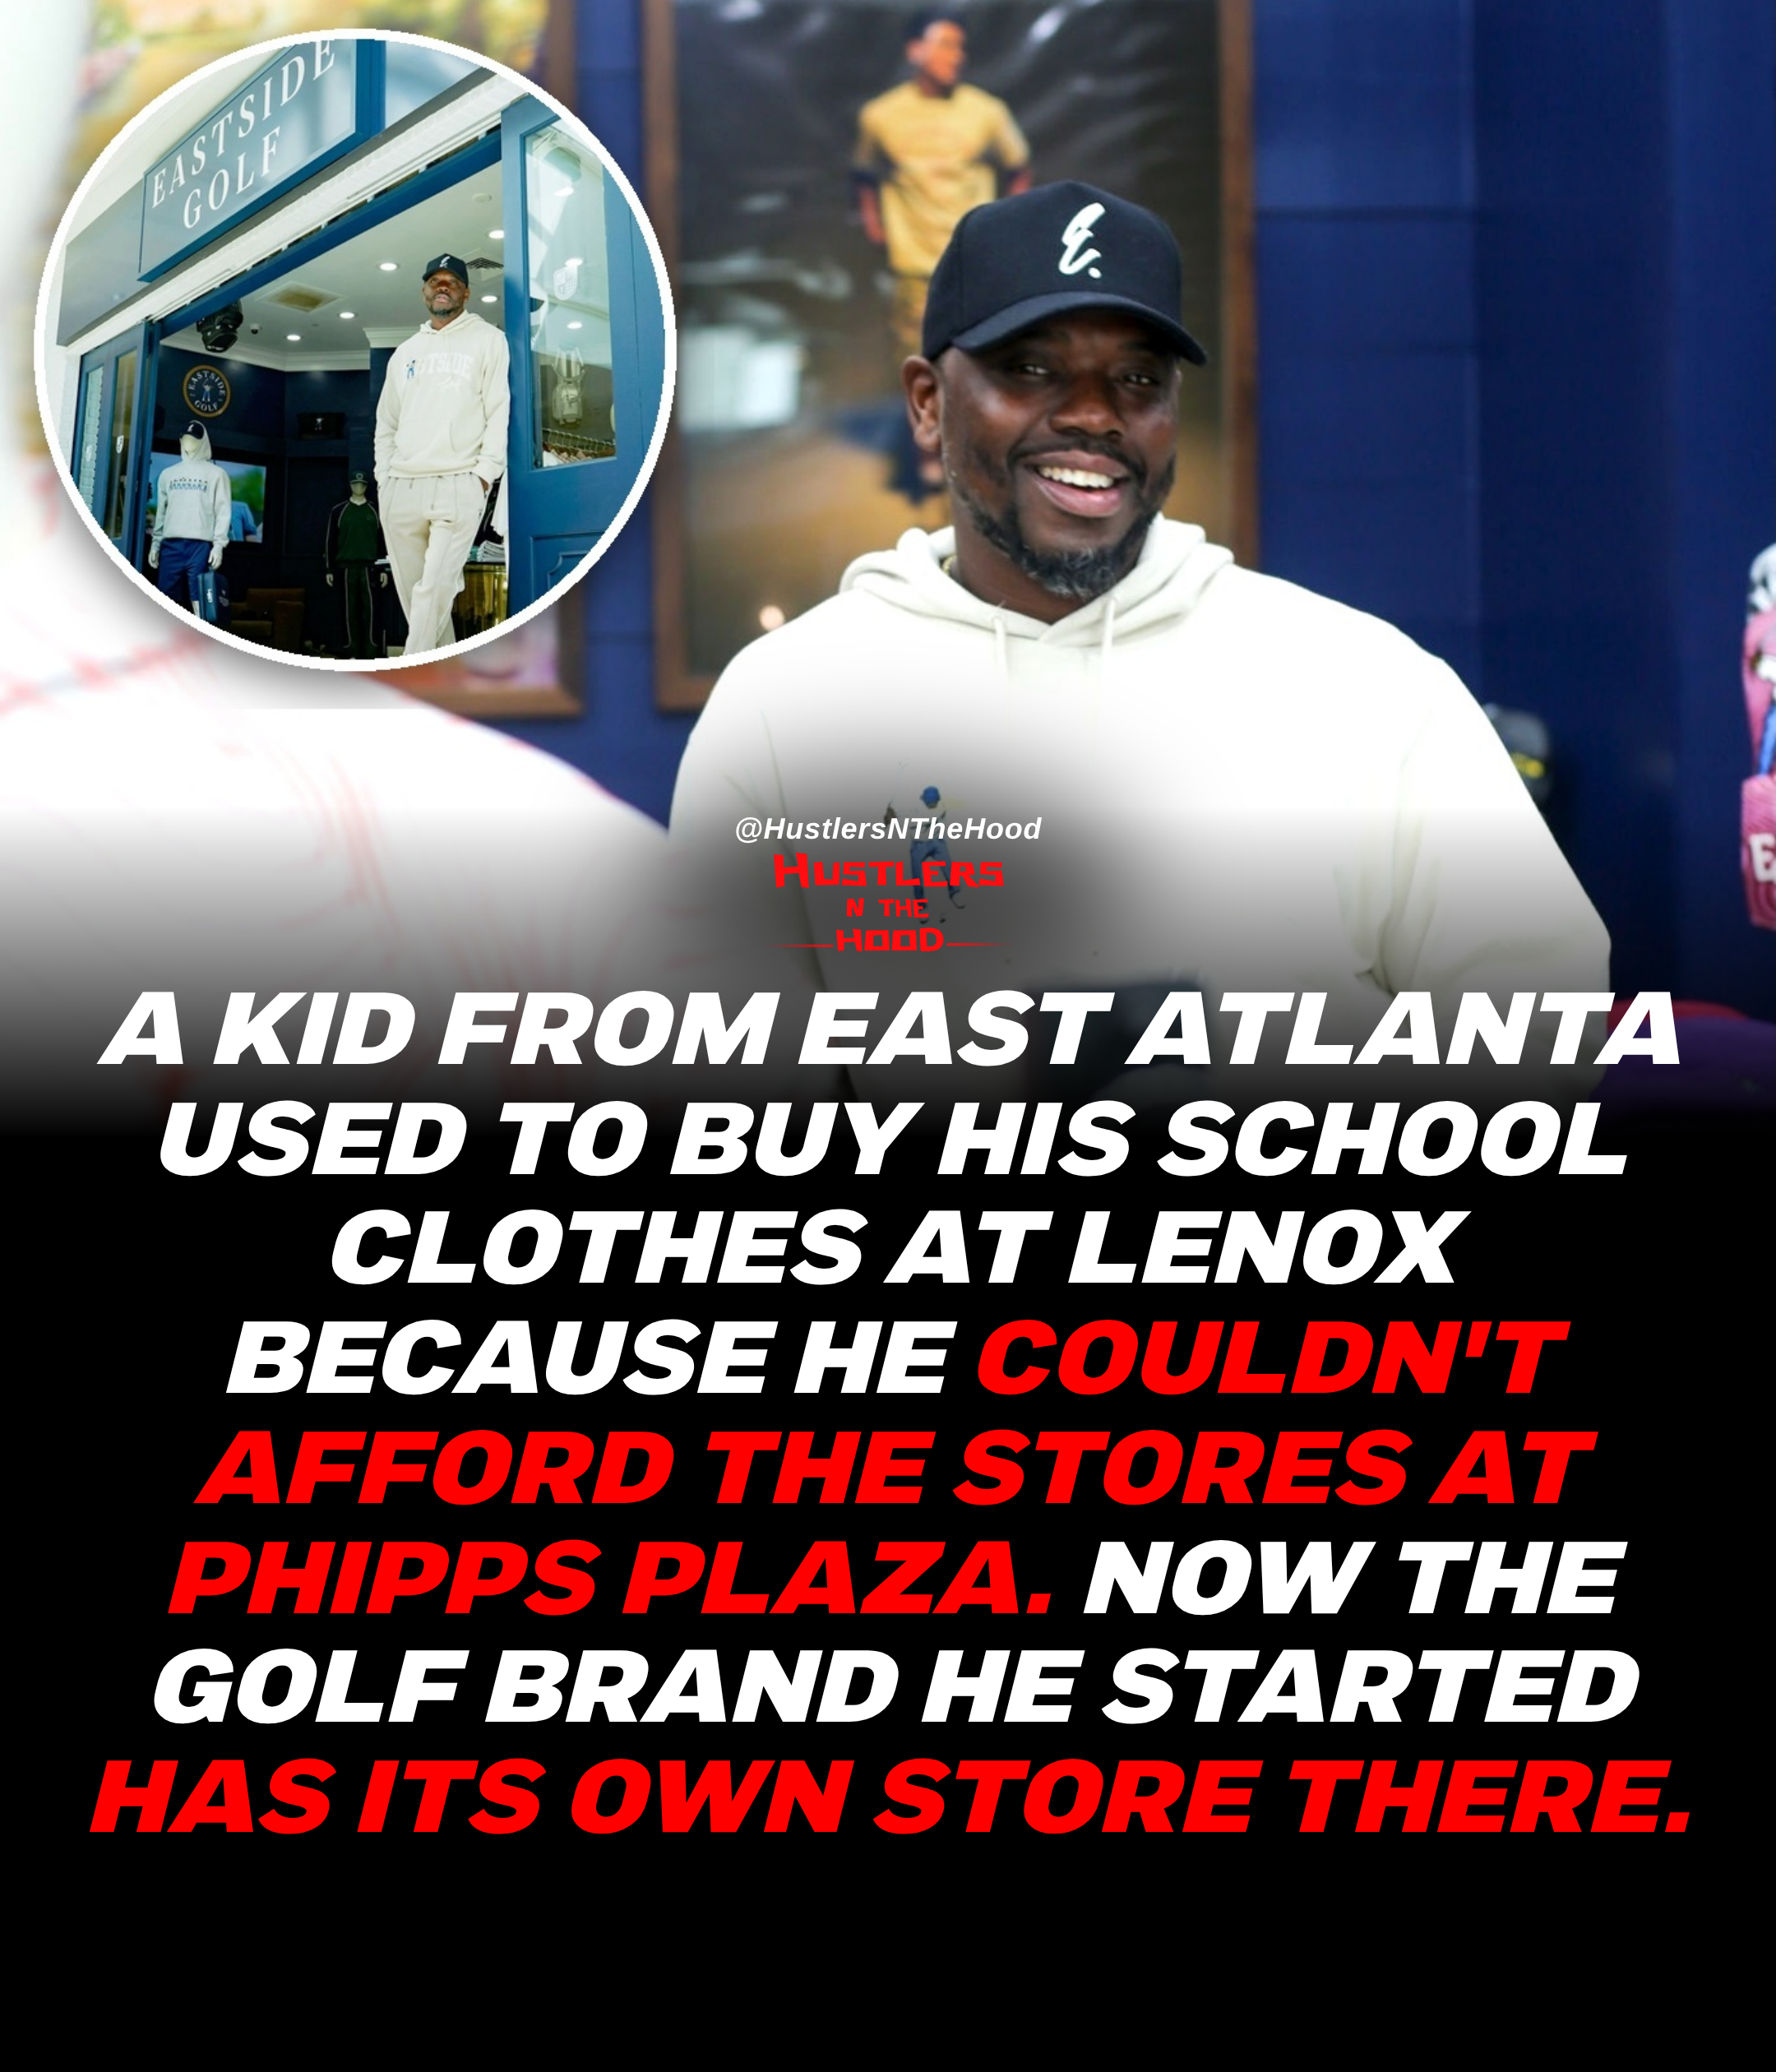 EASTSIDE
GOLF
EASTSIDE
GOLF
@HustlersNTheHood
HUSTLERS
N THE
HOOD
A KID FROM EAST ATLANTA
USED TO BUY HIS SCHOOL
CLOTHES AT LENOX
BECAUSE HE COULDN'T
AFFORD THE STORES AT
PHIPPS PLAZA. NOW THE
GOLF BRAND HE STARTED
HAS ITS OWN STORE THERE.